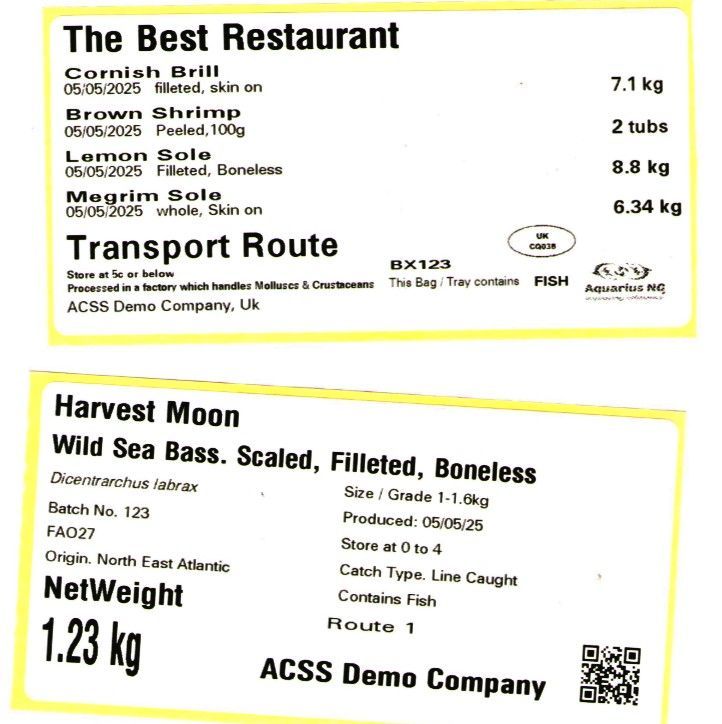 The Best Restaurant
Cornish Brill
05/05/2025 filleted, skin on 7.1 kg
Brown Shrimp
05/05/2025 Peeled,100g 2 tubs
Lemon Sole
05/05/2025 Filleted, Boneless 8.8 kg
Megrim Sole
05/05/2025 whole, Skin on 6.34 kg
Transport Route
UK
CQ038
Store at 5c or below
Processed in a factory which handles Molluscs & Crustaceans
ACSS Demo Company, Uk
BX123
This Bag / Tray contains FISH
Aquarius NG
Harvest Moon
Wild Sea Bass. Scaled, Filleted, Boneless
Dicentrarchus labrax
Batch No. 123
FAO27
Origin. North East Atlantic
NetWeight
1.23 kg
Size / Grade 1-1.6kg
Produced: 05/05/25
Store at 0 to 4
Catch Type. Line Caught
Contains Fish
Route 1
ACSS Demo Company